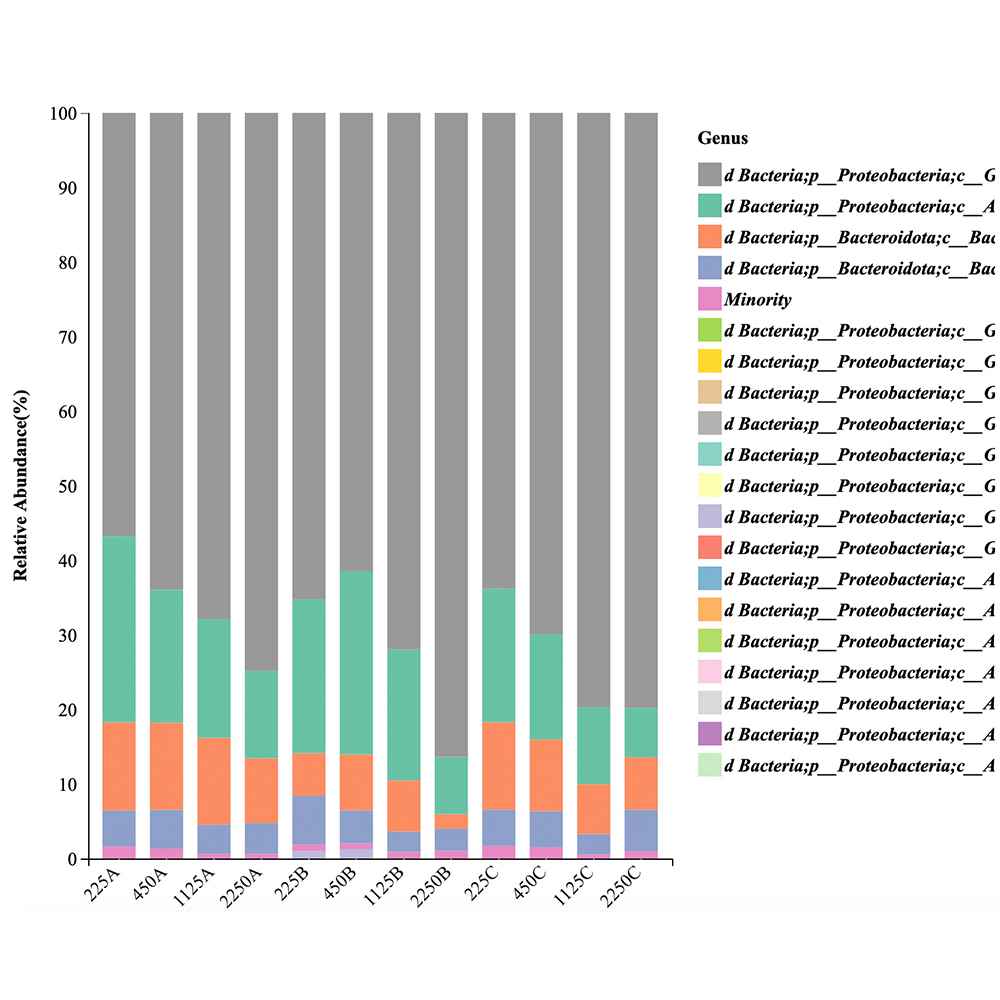 Genus
d Bacteria;p__Proteobacteria;c__G
d Bacteria;p__Proteobacteria;c__A
d Bacteria;p__Bacteroidota;c__Bac
d Bacteria;p__Bacteroidota;c__Bac
Minority
d Bacteria;p__Proteobacteria;c__G
d Bacteria;p__Proteobacteria;c__G
d Bacteria;p__Proteobacteria;c__G
d Bacteria;p__Proteobacteria;c__G
d Bacteria;p__Proteobacteria;c__G
d Bacteria;p__Proteobacteria;c__G
d Bacteria;p__Proteobacteria;c__G
d Bacteria;p__Proteobacteria;c__G
d Bacteria;p__Proteobacteria;c__A
d Bacteria;p__Proteobacteria;c__A
d Bacteria;p__Proteobacteria;c__A
d Bacteria;p__Proteobacteria;c__A
d Bacteria;p__Proteobacteria;c__A
d Bacteria;p__Proteobacteria;c__A
d Bacteria;p__Proteobacteria;c__A
Relative Abundance(%)
100
90
80
70
60
50
40
30
20
10
0
225A
450A
1125A
2250A
225B
450B
1125B
2250B
225C
450C
1125C
2250C